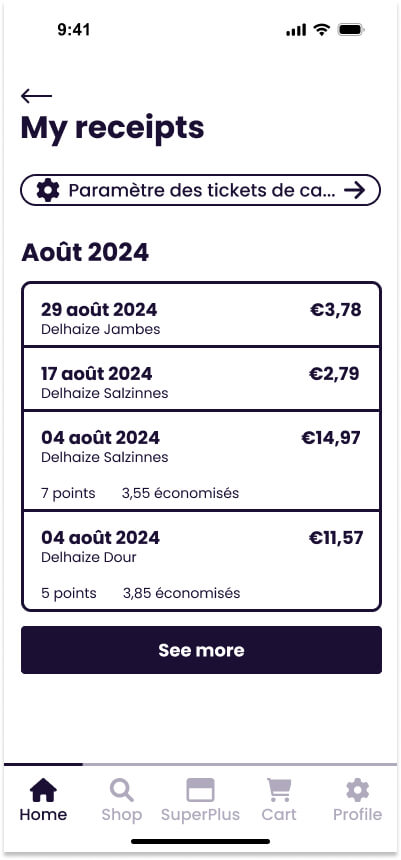 9:41
My receipts
Paramètre des tickets de ca...
Août 2024
29 août 2024 €3,78
Delhaize Jambes
17 août 2024 €2,79
Delhaize Salzinnes
04 août 2024 €14,97
Delhaize Salzinnes
7 points 3,55 économisés
04 août 2024 €11,57
Delhaize Dour
5 points 3,85 économisés
See more
Home Shop SuperPlus Cart Profile